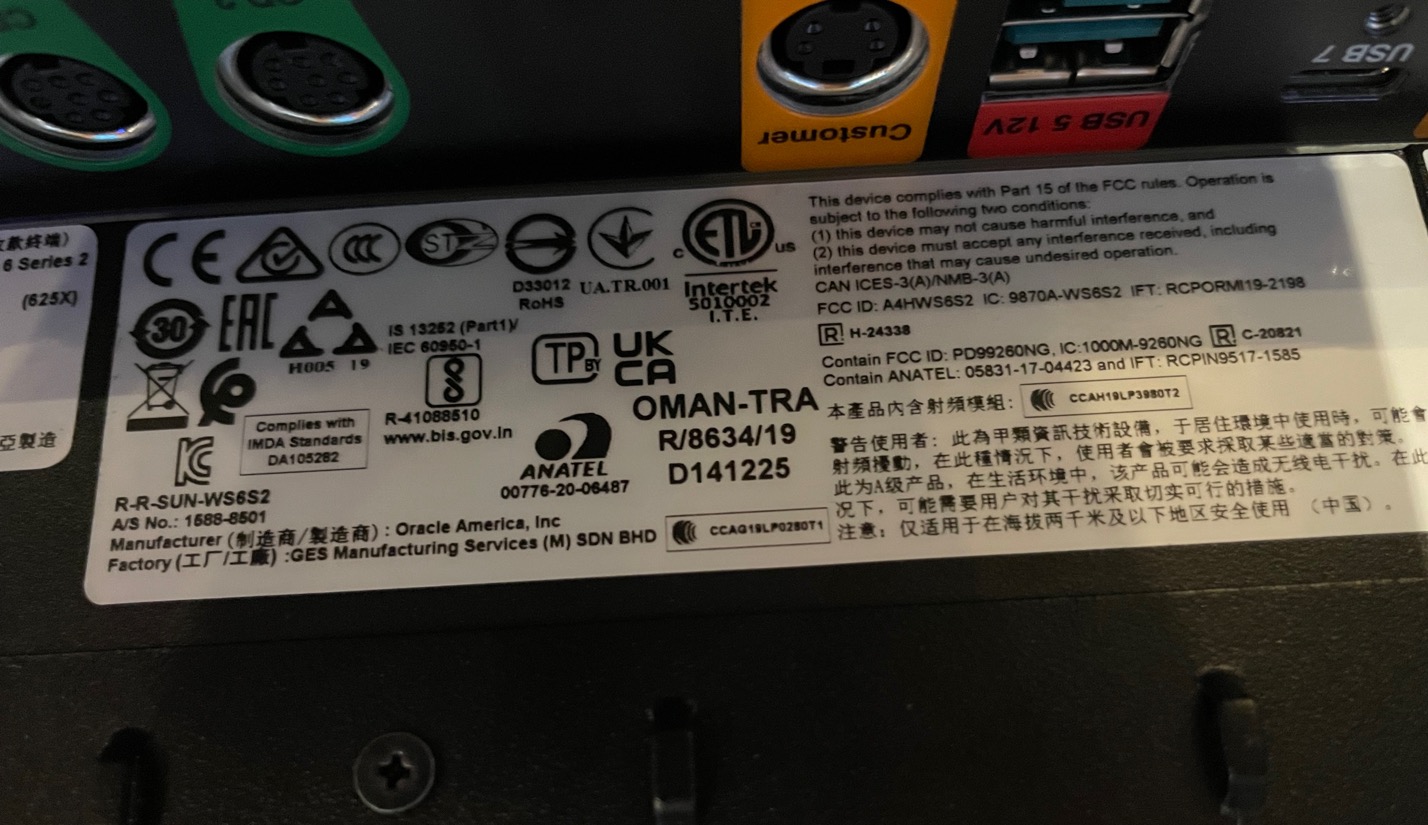 CD 2
Customer
USB 5 12V
USB 7
款終端)
6 Series 2
(625X)
亞製造
CE
CCC
ST
D33012
RoHS
UA.TR.001
C ETL CM US
Intertek
5010002
I.T.E.
30
EAC
H005 19
IS 13252 (Part1)/
IEC 60950-1
R-41088510
www.bis.gov.in
TP BY
UK
CA
Complies with
IMDA Standards
DA105282
ANATEL
00776-20-06487
OMAN-TRA
R/8634/19
D141225
R-R-SUN-WS6S2
A/S No.: 1588-8501
Manufacturer (制造商/製造商) : Oracle America, Inc
Factory (工厂/工廠) :GES Manufacturing Services (M) SDN BHD
CCAG19LP0280T1
This device complies with Part 15 of the FCC rules. Operation is
subject to the following two conditions:
(1) this device may not cause harmful interference, and
(2) this device must accept any interference received, including
interference that may cause undesired operation.
CAN ICES-3(A)/NMB-3(A)
FCC ID: A4HWS6S2 IC: 9870A-WS6S2 IFT: RCPORMI19-2198
R H-24338
Contain FCC ID: PD99260NG, IC:1000M-9260NG R C-20821
Contain ANATEL: 05831-17-04423 and IFT: RCPIN9517-1585
本產品內含射頻模組: CCAH19LP3980T2
警告使用者: 此為甲類資訊技術設備, 于居住環境中使用時, 可能會
射頻擾動, 在此種情況下, 使用者會被要求採取某些適當的對策。
此为A级产品, 在生活环境中, 该产品可能会造成无线电干扰。在此
况下, 可能需要用户对其干扰采取切实可行的措施。
注意: 仅适用于在海拔两千米及以下地区安全使用 (中国)。